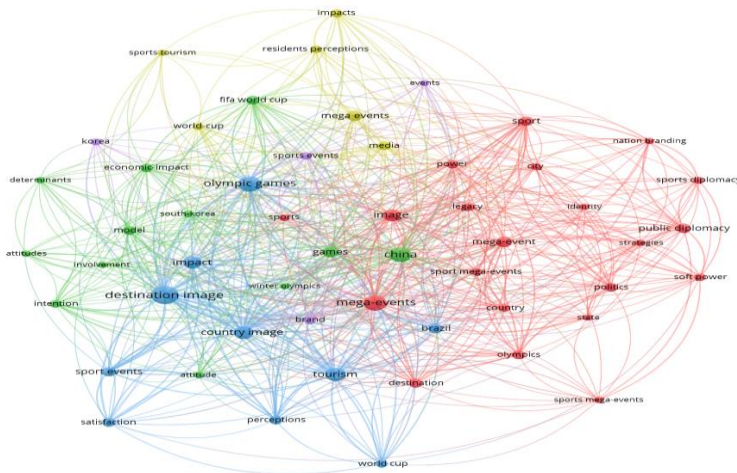 impacts
sports tourism
residents perceptions
events
fifa world cup
mega events
world-cup
sport
korea
sports events
media
nation branding
economic impact
power
city
determinants
olympic games
sports diplomacy
south-korea
sports
image
legacy
identity
model
public diplomacy
attitudes
involvement
impact
games
china
mega-event
strategies
sport mega-events
soft power
winter olympics
politics
intention
destination image
mega-events
country
state
brand
country image
brazil
olympics
sport events
attitude
tourism
destination
sports mega-events
satisfaction
perceptions
world cup